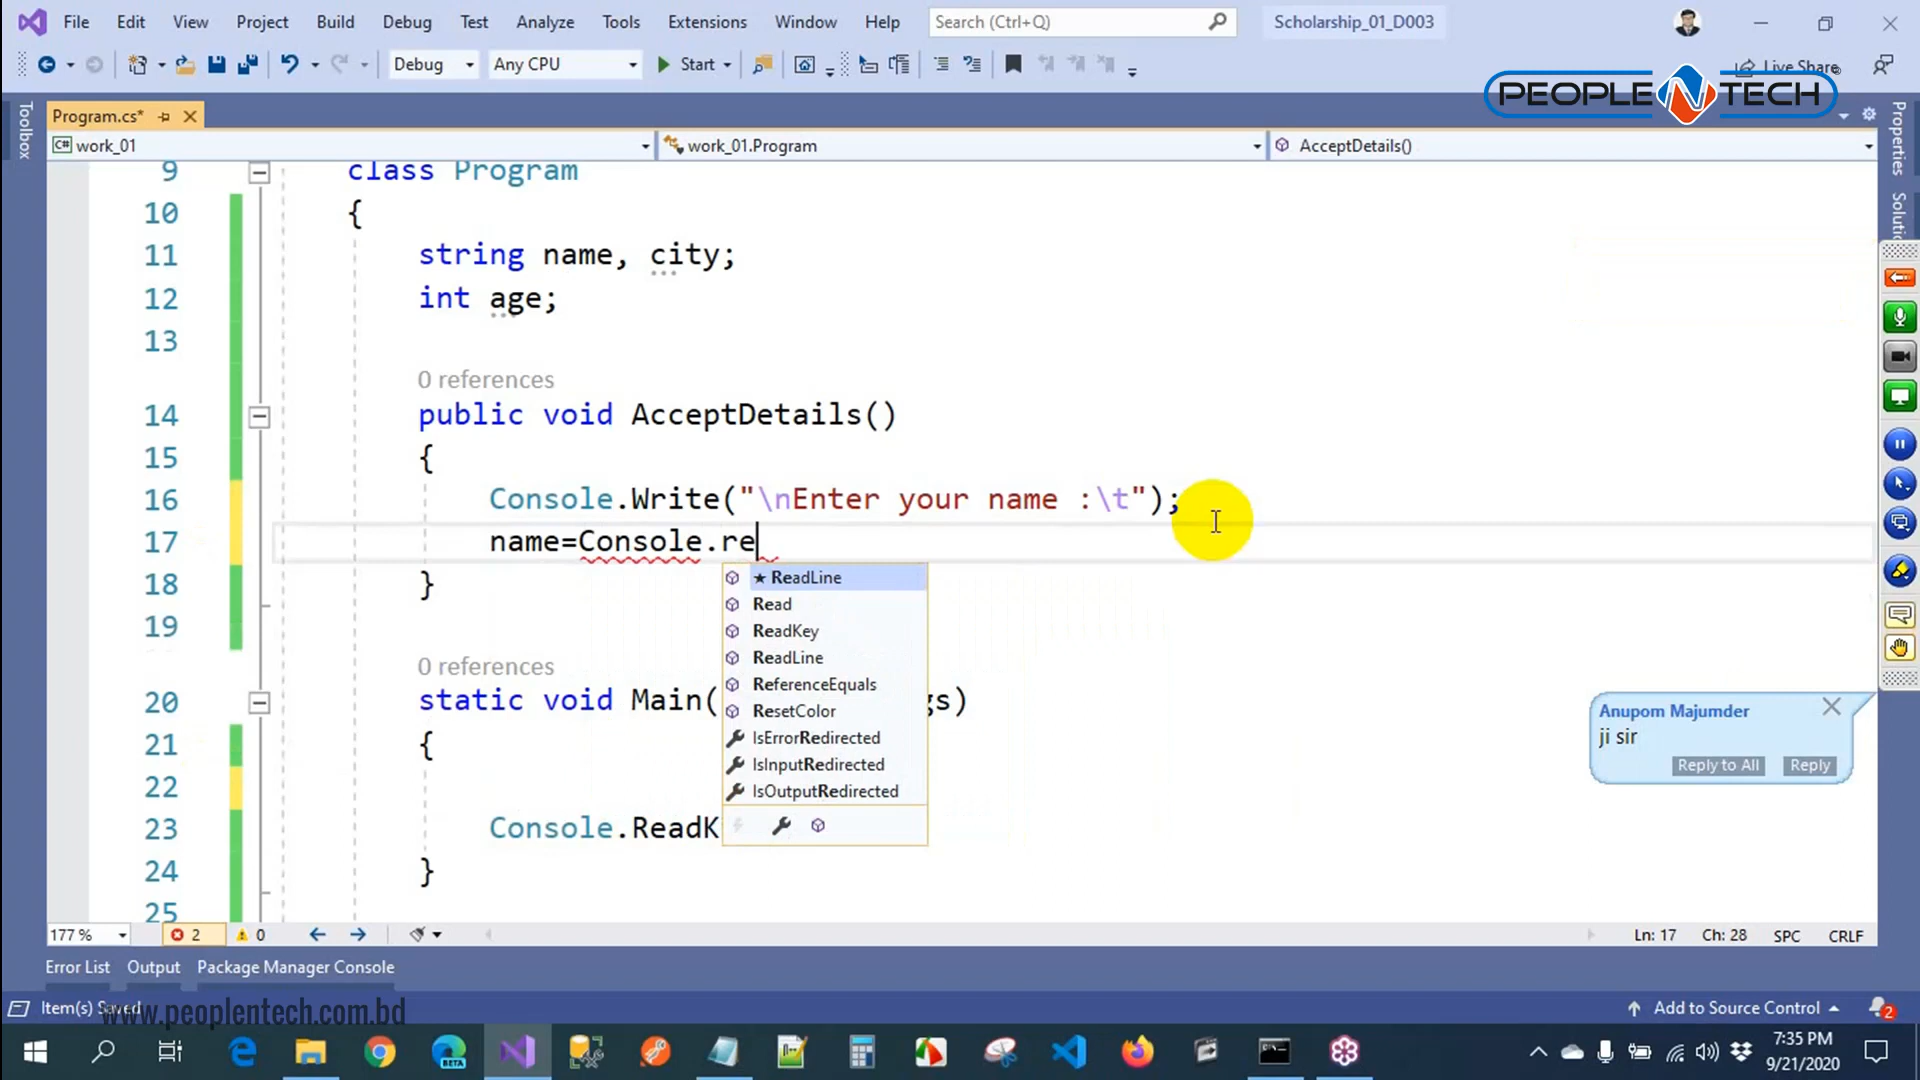 File Edit View Project Build Debug Test Analyze Tools Extensions Window Help Search (Ctrl+Q) Scholarship_01_D003
Debug Any CPU Start Live Share
PEOPLE N TECH
Toolbox
Program.cs*
Properties
work_01 work_01.Program AcceptDetails()
9 class Program
10 {
11 string name, city;
12 int age;
13
0 references
14 public void AcceptDetails()
15 {
16 Console.Write("\nEnter your name :\t");
17 name=Console.re
ReadLine
Read
ReadKey
ReadLine
ReferenceEquals
ResetColor
IsErrorRedirected
IsInputRedirected
IsOutputRedirected
18 }
19
0 references
20 static void Main( gs)
21 {
22
23 Console.ReadK
24 }
25
Anupom Majumder
ji sir
Reply to All Reply
177 % 2 0 Ln: 17 Ch: 28 SPC CRLF
Error List Output Package Manager Console
Item(s) Saved Add to Source Control 2
www.peoplentech.com.bd
BETA
7:35 PM
9/21/2020